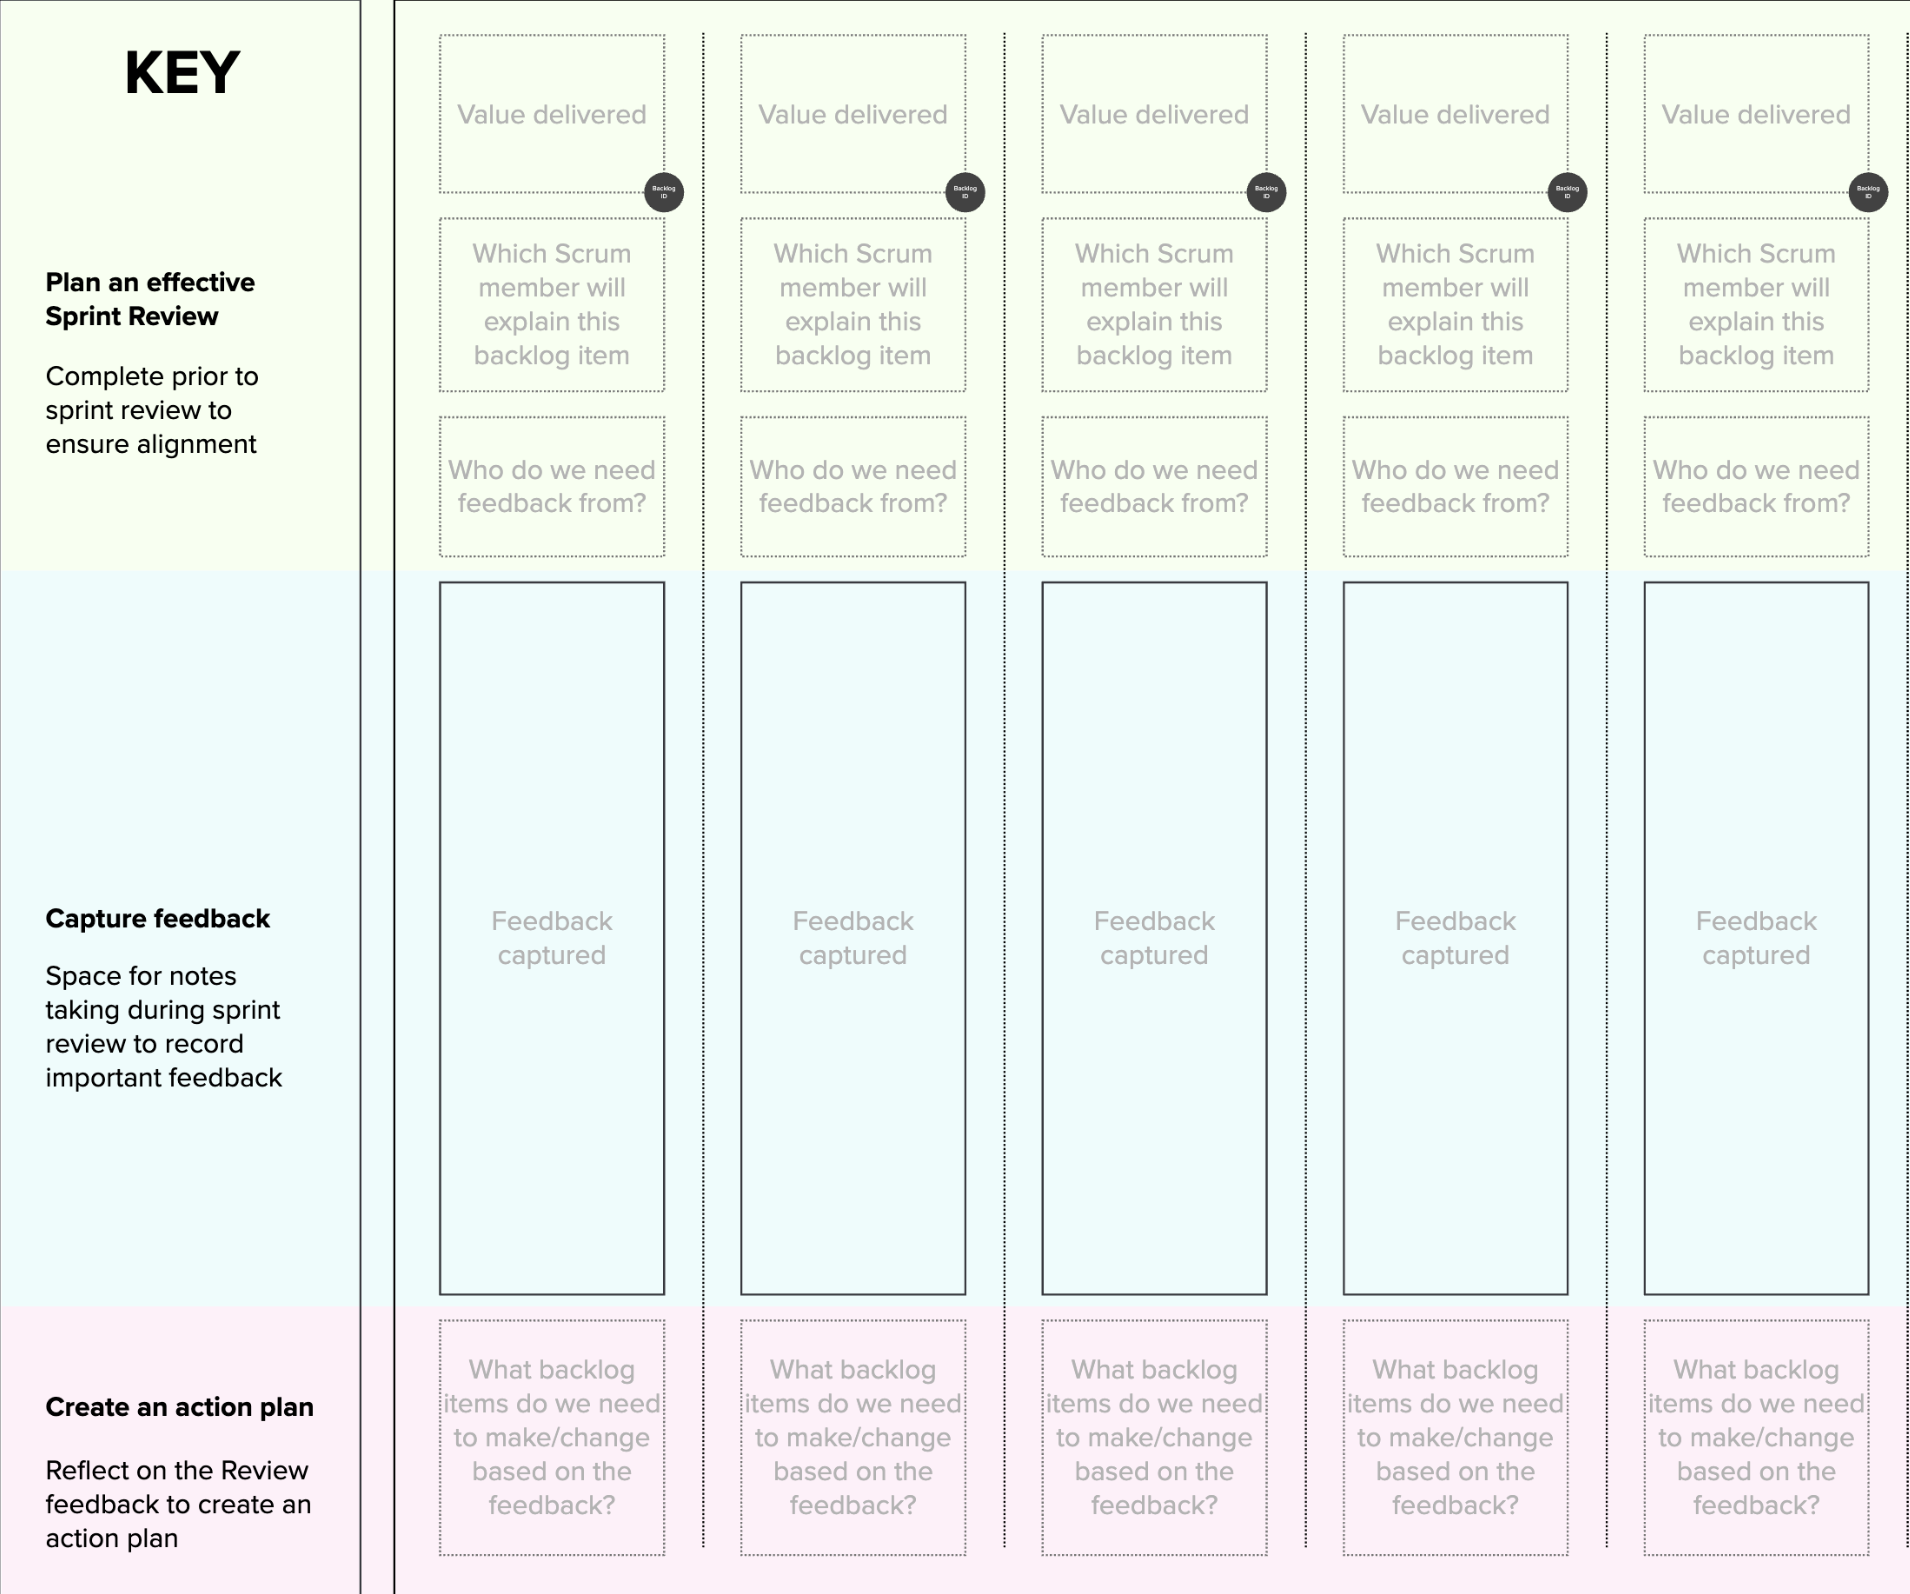 KEY
Value delivered
Value delivered
Value delivered
Value delivered
Value delivered
Backlog
ID
Backlog
ID
Backlog
ID
Backlog
ID
Backlog
ID
Plan an effective
Sprint Review
Complete prior to
sprint review to
ensure alignment
Which Scrum
member will
explain this
backlog item
Which Scrum
member will
explain this
backlog item
Which Scrum
member will
explain this
backlog item
Which Scrum
member will
explain this
backlog item
Which Scrum
member will
explain this
backlog item
Who do we need
feedback from?
Who do we need
feedback from?
Who do we need
feedback from?
Who do we need
feedback from?
Who do we need
feedback from?
Capture feedback
Space for notes
taking during sprint
review to record
important feedback
Feedback
captured
Feedback
captured
Feedback
captured
Feedback
captured
Feedback
captured
Create an action plan
Reflect on the Review
feedback to create an
action plan
What backlog
items do we need
to make/change
based on the
feedback?
What backlog
items do we need
to make/change
based on the
feedback?
What backlog
items do we need
to make/change
based on the
feedback?
What backlog
items do we need
to make/change
based on the
feedback?
What backlog
items do we need
to make/change
based on the
feedback?